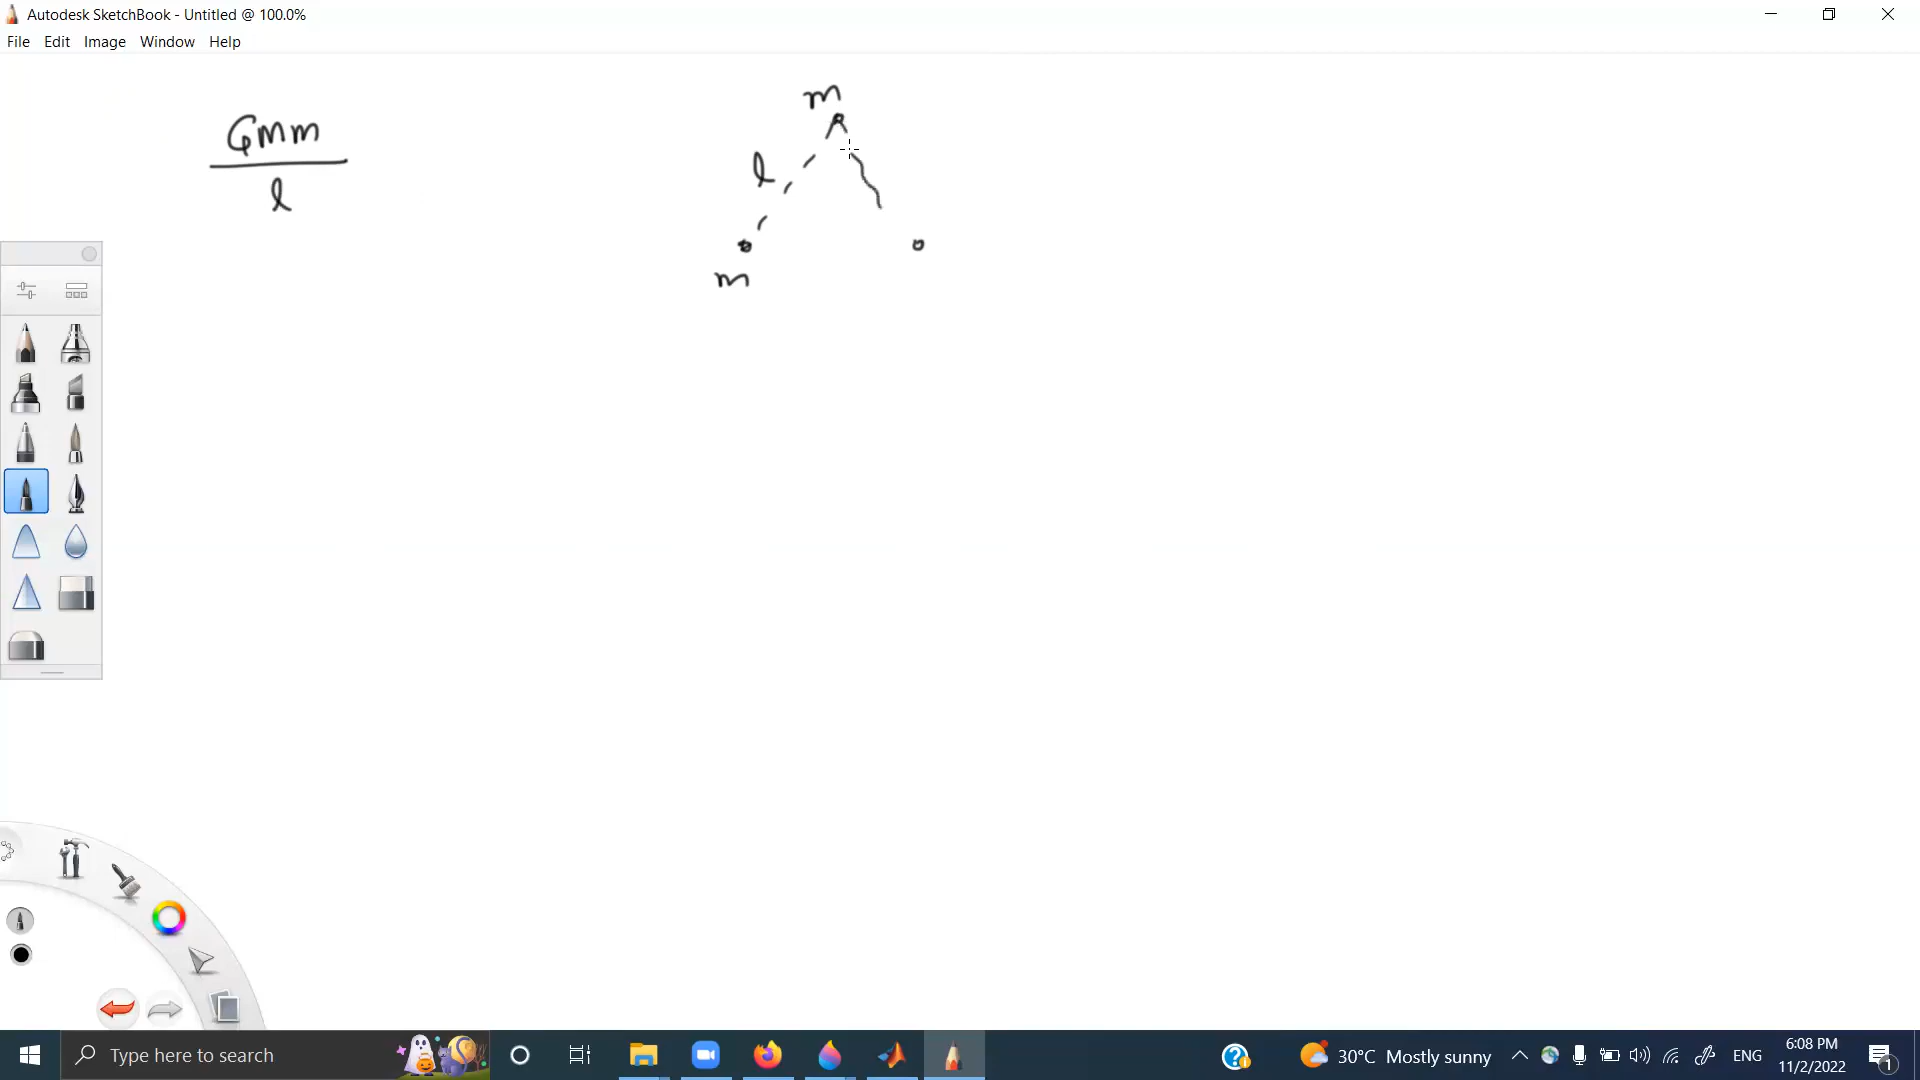 Autodesk SketchBook - Untitled @ 100.0%
File Edit Image Window Help
Gmm
l
m
l
m
Type here to search
30°C Mostly sunny
ENG
6:08 PM
11/2/2022
1